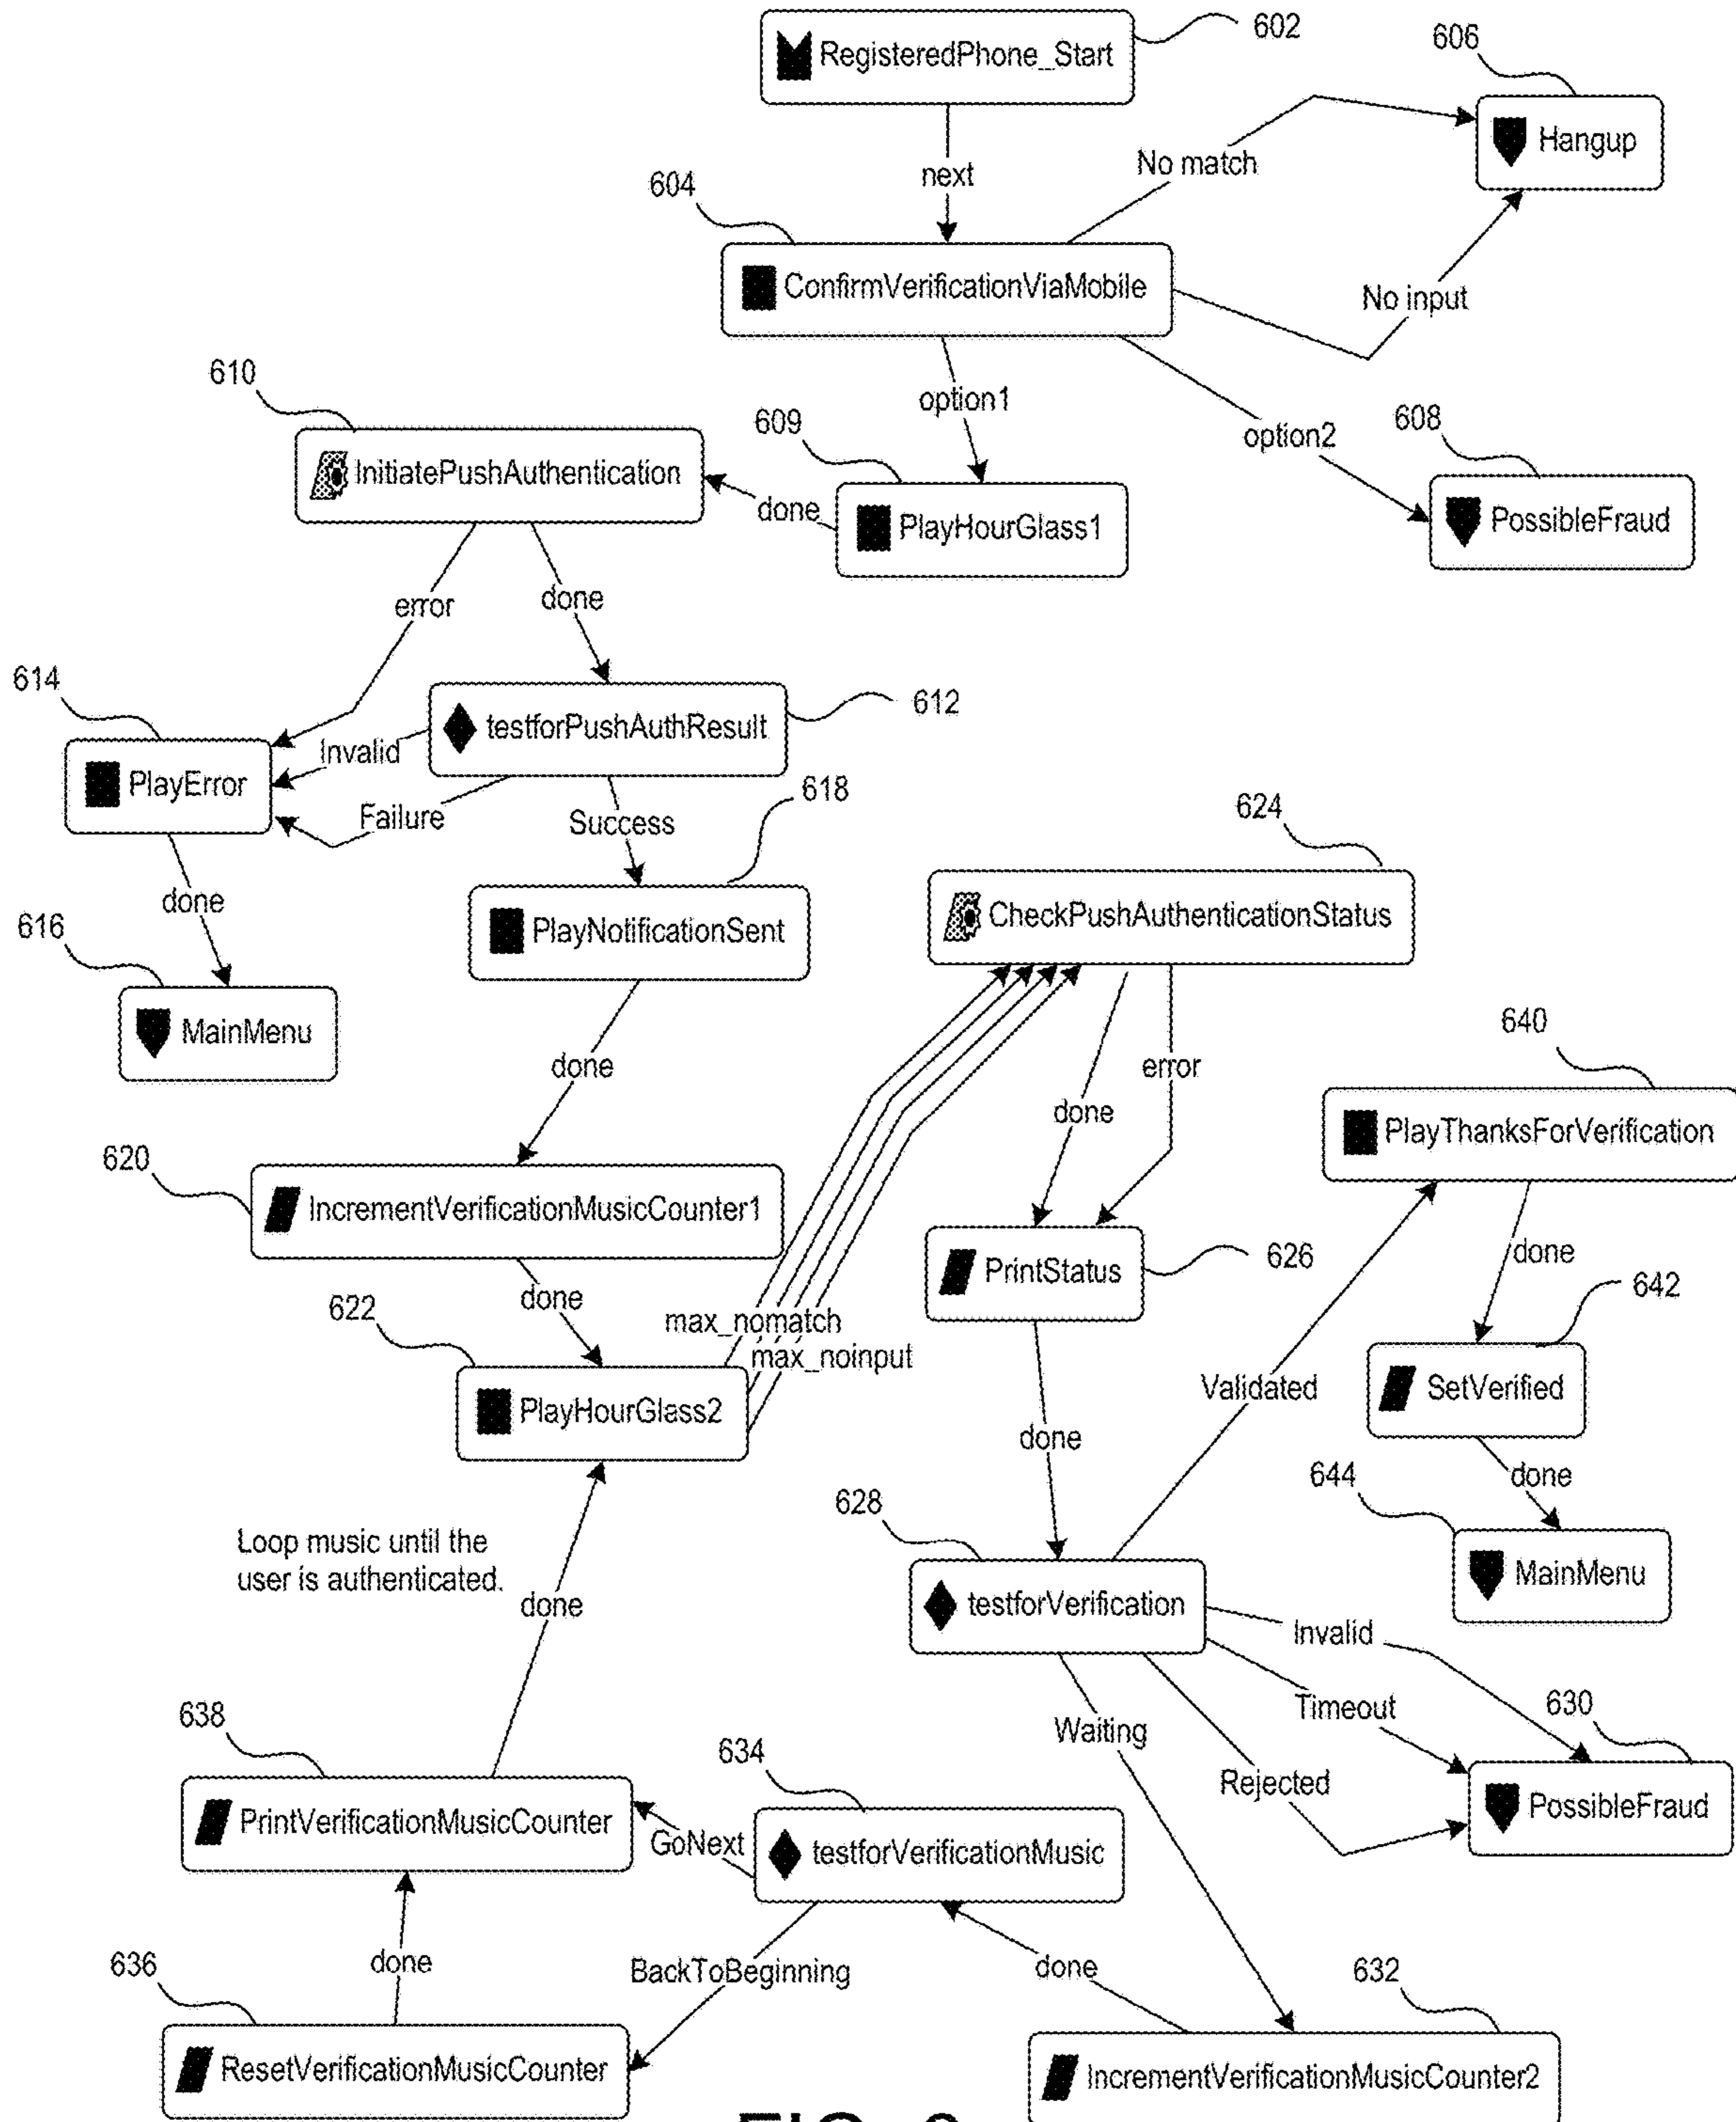 602
RegisteredPhone_Start
606
Hangup
No match
next
604
ConfirmVerificationViaMobile
No input
610
option1
609
option2
608
InitiatePushAuthentication
done
PlayHourGlass1
PossibleFraud
error
done
614
612
testforPushAuthResult
Invalid
PlayError
618
Failure
Success
624
done
616
PlayNotificationSent
CheckPushAuthenticationStatus
MainMenu
640
done
error
done
PlayThanksForVerification
620
IncrementVerificationMusicCounter1
done
626
PrintStatus
642
done
622
max_nomatch
max_noinput
Validated
SetVerified
PlayHourGlass2
done
done
644
628
Loop music until the
user is authenticated.
MainMenu
done
testforVerification
Invalid
Timeout
630
638
Waiting
634
Rejected
PossibleFraud
PrintVerificationMusicCounter
GoNext
testforVerificationMusic
636
done
BackToBeginning
done
632
ResetVerificationMusicCounter
IncrementVerificationMusicCounter2